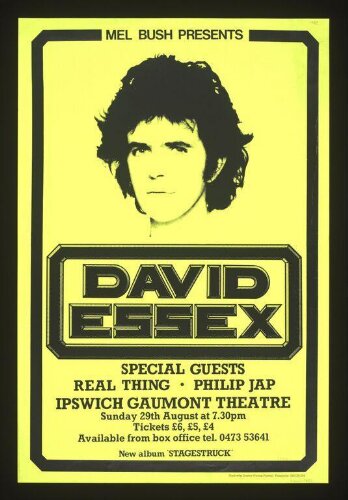 MEL BUSH PRESENTS
DAVID
ESSEX
SPECIAL GUESTS
REAL THING · PHILIP JAP
IPSWICH GAUMONT THEATRE
Sunday 29th August at 7.30pm
Tickets £6, £5, £4
Available from box office tel. 0473 53641
New album 'STAGESTRUCK'